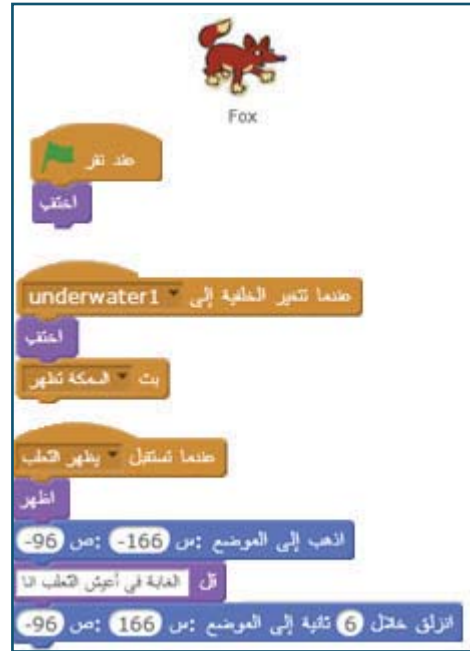 Fox
عند نقر
اختف
عندما تتغير الخلفية إلى underwater1
اختف
بث السمكة تظهر
عندما تستقبل يظهر الثعلب
اظهر
اذهب إلى الموضع س: -166 ص: -96
قل الغابة في أعيش الثعلب انا
انزلق خلال 6 ثانية إلى الموضع س: 166 ص: -96